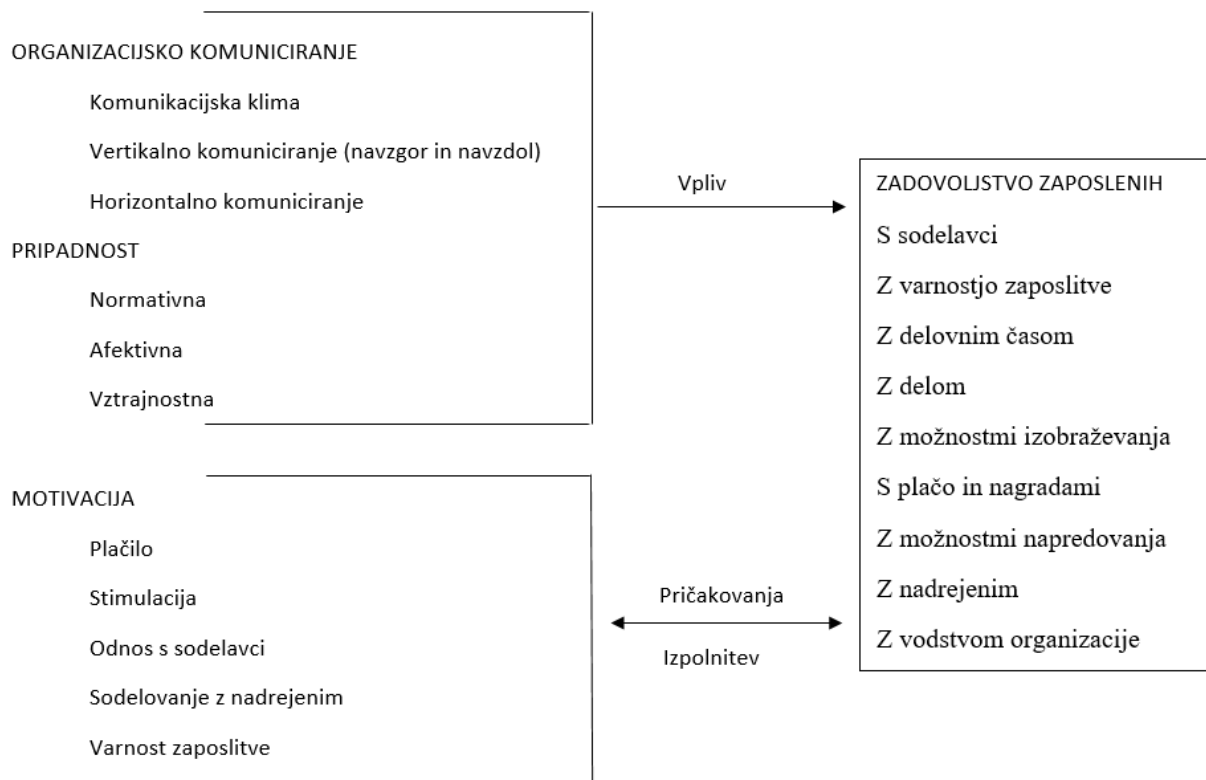 ORGANIZACIJSKO KOMUNICIRANJE
Komunikacijska klima
Vertikalno komuniciranje (navzgor in navzdol)
Horizontalno komuniciranje
PRIPADNOST
Normativna
Afektivna
Vztrajnostna
MOTIVACIJA
Plačilo
Stimulacija
Odnos s sodelavci
Sodelovanje z nadrejenim
Varnost zaposlitve
Vpliv
Pričakovanja
Izpolnitev
ZADOVOLJSTVO ZAPOSLENIH
S sodelavci
Z varnostjo zaposlitve
Z delovnim časom
Z delom
Z možnostmi izobraževanja
S plačo in nagradami
Z možnostmi napredovanja
Z nadrejenim
Z vodstvom organizacije